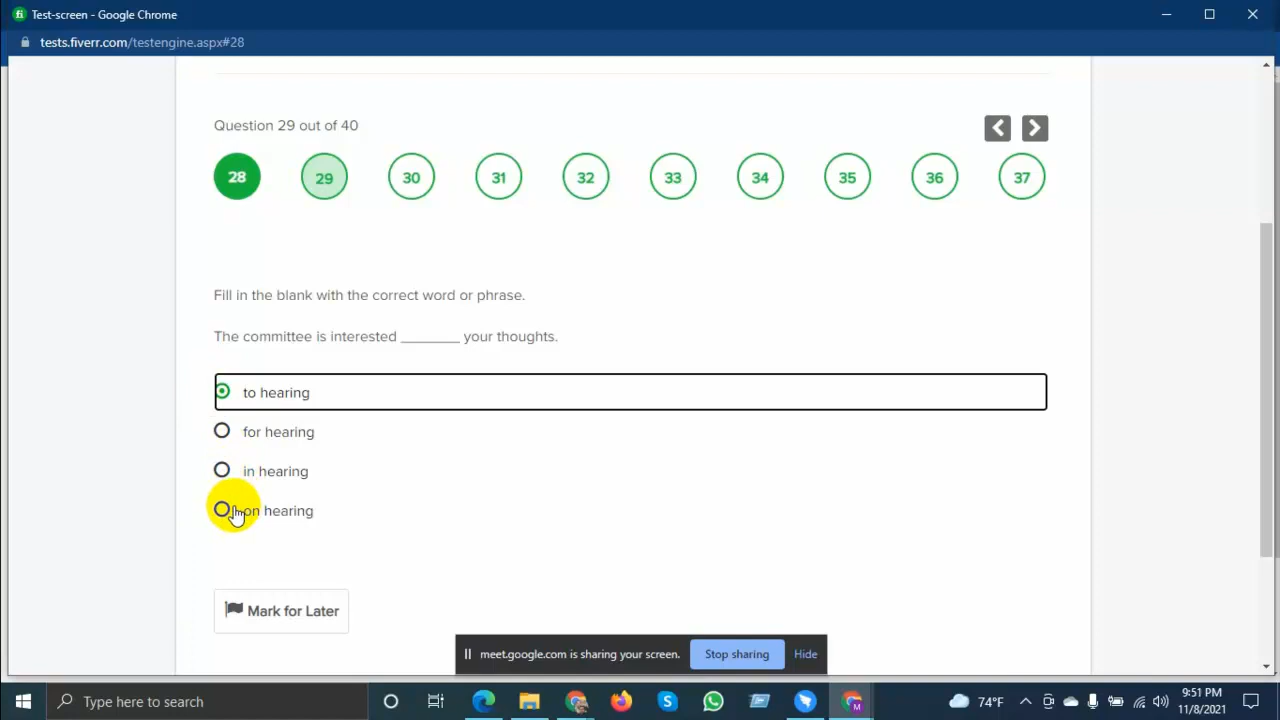 Test-screen - Google Chrome
tests.fiverr.com/testengine.aspx#28
Question 29 out of 40
28 29 30 31 32 33 34 35 36 37
Fill in the blank with the correct word or phrase.
The committee is interested _______ your thoughts.
to hearing
for hearing
in hearing
on hearing
Mark for Later
meet.google.com is sharing your screen. Stop sharing Hide
Type here to search
74°F
9:51 PM
11/8/2021